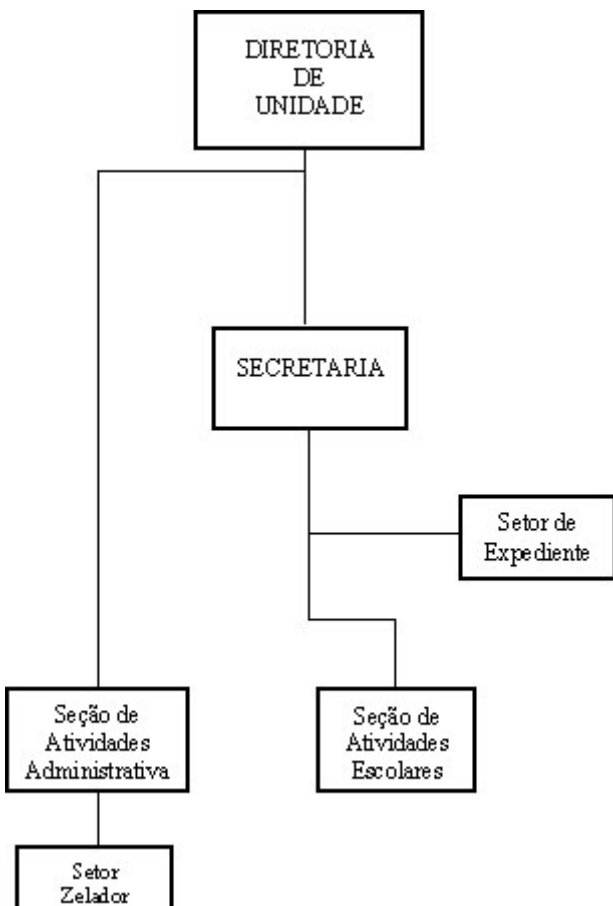 DIRETORIA
DE
UNIDADE
SECRETARIA
Setor de
Expediente
Seção de
Atividades
Administrativa
Seção de
Atividades
Escolares
Setor
Zelador